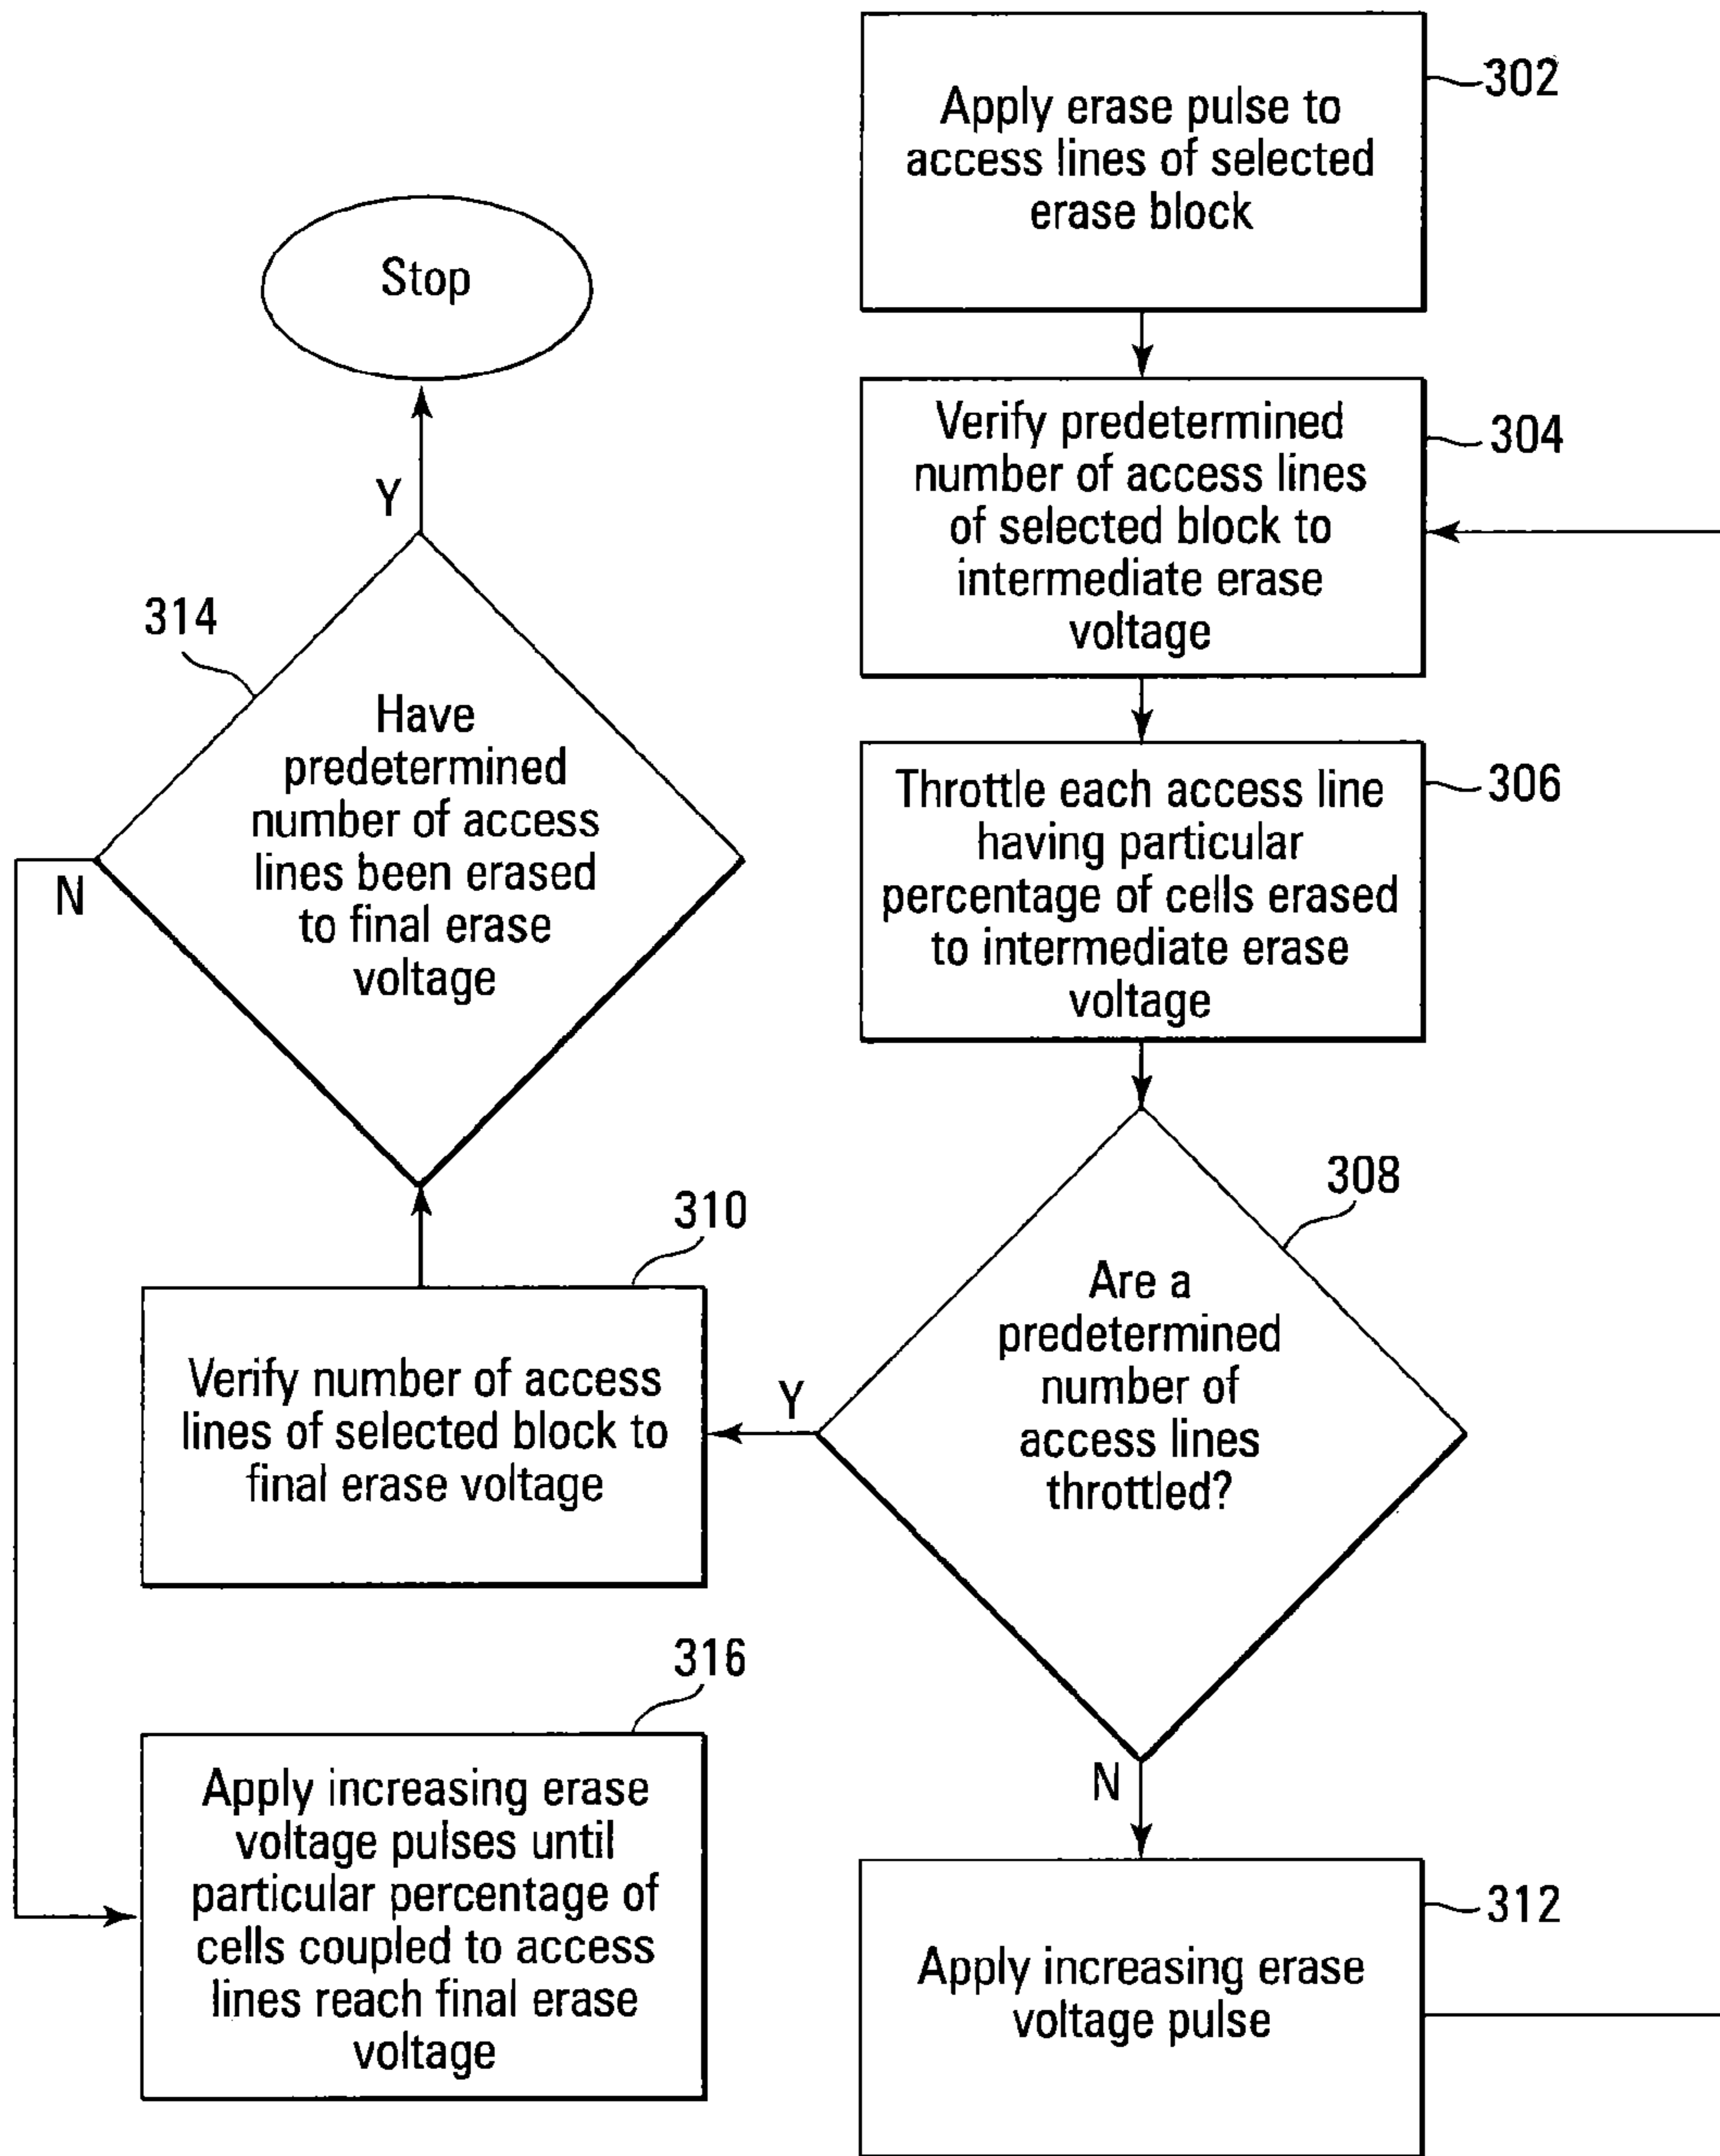 Apply erase pulse to
access lines of selected
erase block
302
Verify predetermined
number of access lines
of selected block to
intermediate erase
voltage
304
Throttle each access line
having particular
percentage of cells erased
to intermediate erase
voltage
306
Are a
predetermined
number of
access lines
throttled?
308
Y
N
Apply increasing erase
voltage pulse
312
Verify number of access
lines of selected block to
final erase voltage
310
Have
predetermined
number of access
lines been erased
to final erase
voltage
314
Y
N
Stop
Apply increasing erase
voltage pulses until
particular percentage of
cells coupled to access
lines reach final erase
voltage
316